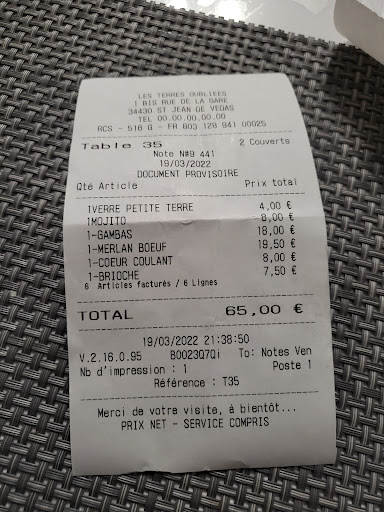 LES TERRES OUBLIEES
1 BIS RUE DE LA GARE
34430 ST JEAN DE VEDAS
TEL 00.00.00.00.00
RCS - 516 G - FR 803 128 941 00025
Table 35 2 Couverts
Note N#9 441
19/03/2022
DOCUMENT PROVISOIRE
Qté Article Prix total
1VERRE PETITE TERRE 4,00 €
1MOJITO 8,00 €
1-GAMBAS 18,00 €
1-MERLAN BOEUF 19,50 €
1-COEUR COULANT 8,00 €
1-BRIOCHE 7,50 €
6 Articles facturés / 6 Lignes
TOTAL 65,00 €
19/03/2022 21:38:50
V.2.16.0.95 B0023Q7Qi To: Notes Ven
Nb d'impression : 1 Poste 1
Référence : T35
Merci de votre visite, à bientôt...
PRIX NET - SERVICE COMPRIS